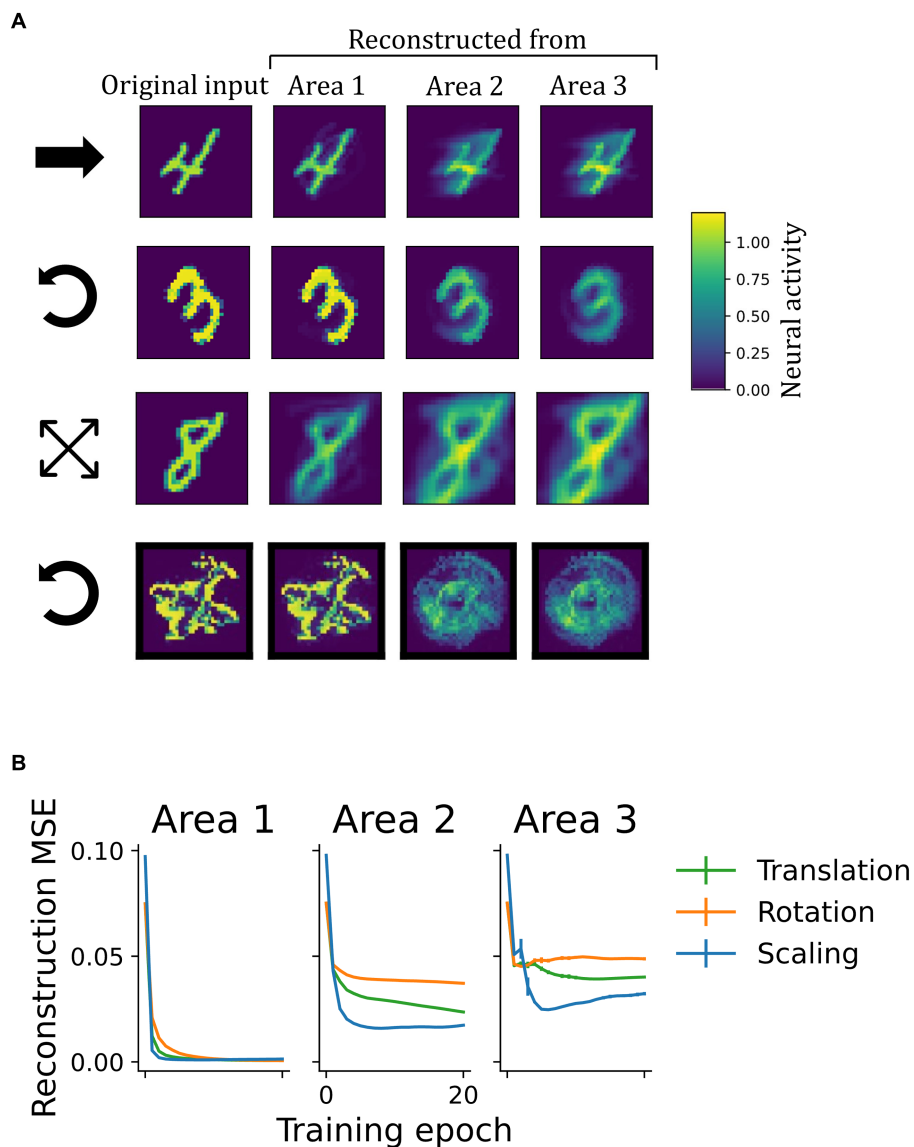 A
Reconstructed from
Original input Area 1 Area 2 Area 3
1.00
0.75
0.50
0.25
0.00
Neural activity
B
Area 1 Area 2 Area 3
Reconstruction MSE
0.10
0.05
0.00
0 20
Training epoch
Translation
Rotation
Scaling